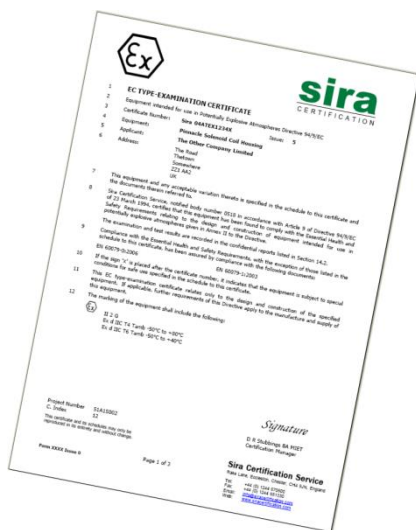 Ex
sira
CERTIFICATION
1 EC TYPE-EXAMINATION CERTIFICATE
2 Equipment intended for use in Potentially Explosive Atmospheres Directive 94/9/EC
3 Certificate Number: Sira 04ATEX1234X Issue: 5
4 Equipment: Pinnacle Solenoid Coil Housing
5 Applicant: The Other Company Limited
6 Address: The Road
Thetown
Somewhere
ZZ3 AA2
UK
7 This equipment and any acceptable variation thereto is specified in the schedule to this certificate and
the documents therein referred to.
8 Sira Certification Service, notified body number 0518 in accordance with Article 9 of Directive 94/9/EC
of 23 March 1994, certifies that this equipment has been found to comply with the Essential Health and
Safety Requirements relating to the design and construction of equipment intended for use in
potentially explosive atmospheres given in Annex II to the Directive.
The examination and test results are recorded in the confidential reports listed in Section 14.2.
9 Compliance with the Essential Health and Safety Requirements, with the exception of those listed in the
schedule to this certificate, has been assured by compliance with the following documents:
EN 60079-0:2006 EN 60079-1:2003
10 If the sign "X" is placed after the certificate number, it indicates that the equipment is subject to special
conditions for safe use specified in the schedule to this certificate.
11 This EC type-examination certificate relates only to the design and construction of the specified
equipment. If applicable, further requirements of this Directive apply to the manufacture and supply of
this equipment.
12 The marking of the equipment shall include the following:
Ex
II 2 G
Ex d IIC T4 Tamb
Ex d IIC T6 Tamb -50°C to +40°C
Project Number 51A15002
C. Index 12
This certificate and its schedules may only be
reproduced in its entirety and without change.
Signature
D R Stubbings BA MIET
Certification Manager
Form XXXX Issue 9
Page 1 of 2
Sira Certification Service
Rake Lane, Eccleston, Chester, CH4 9JN, England
Tel:
Fax:
Email:
Web: